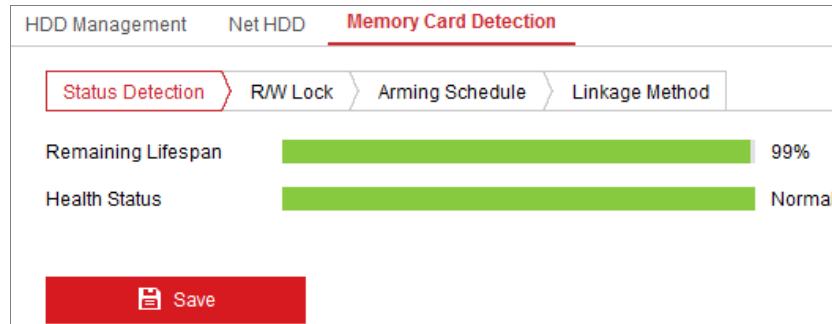 HDD Management Net HDD Memory Card Detection
Status Detection R/W Lock Arming Schedule Linkage Method
Remaining Lifespan 99%
Health Status Normal
Save